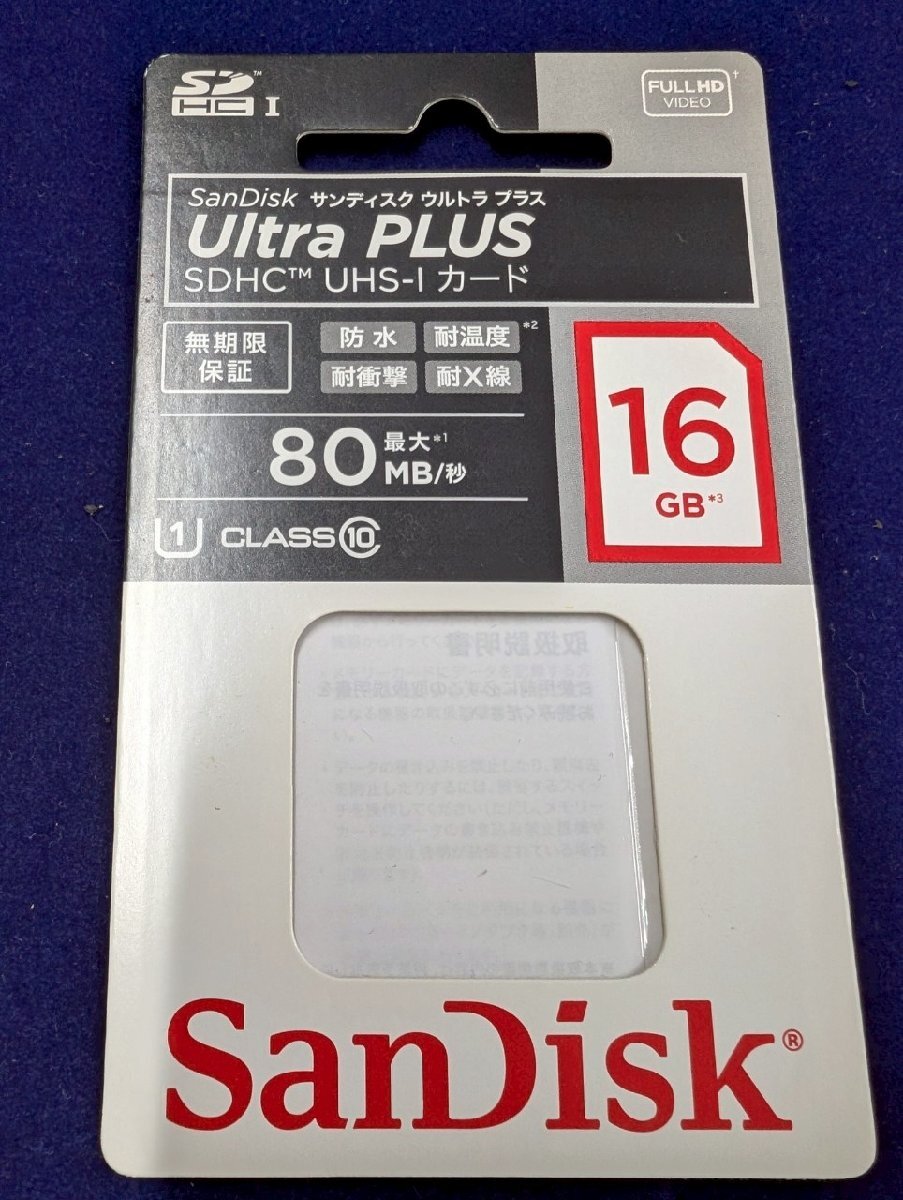 SD HC I
FULL HD†
VIDEO
SanDisk サンディスク ウルトラ プラス
Ultra PLUS
SDHC™ UHS-I カード
無期限
保証
防水 耐温度*2
耐衝撃 耐X線
80 最大*1
MB/秒
1 CLASS 10
16
GB*3
取扱説明書
SanDisk®